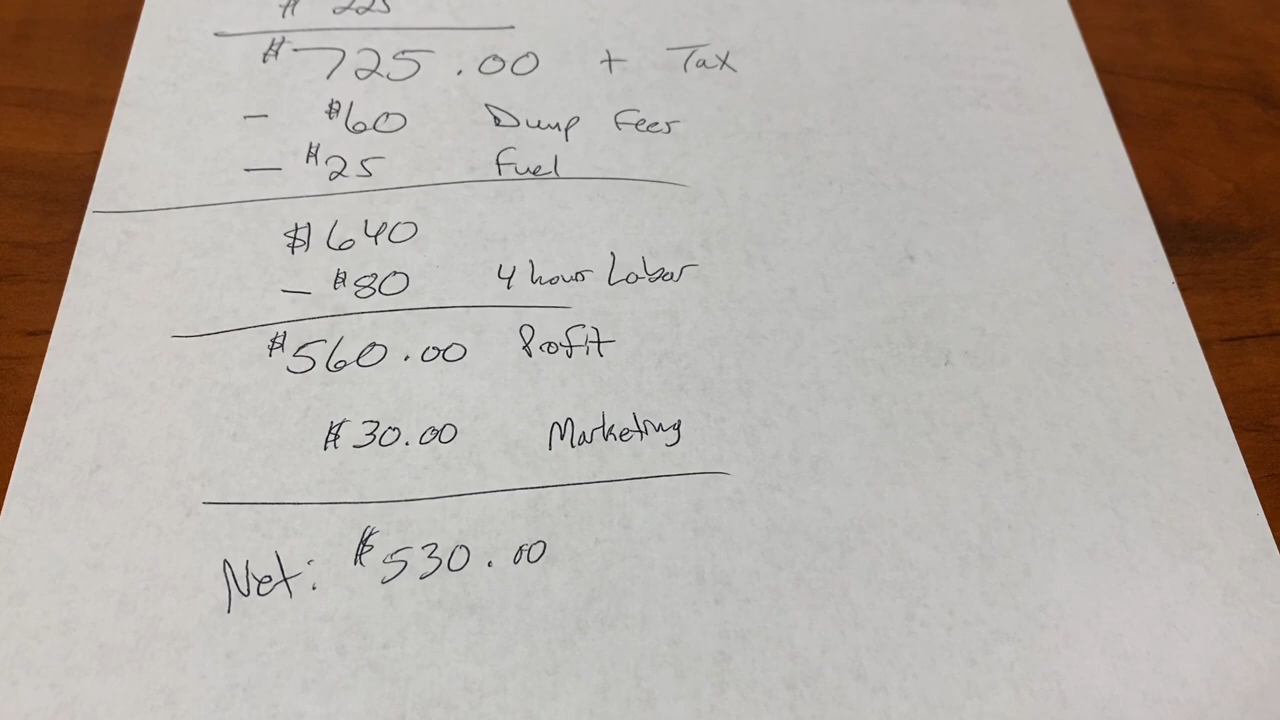 $ 225
$725.00 + Tax
- $60 Dump Fees
- $25 Fuel
$640
- $80 4 hour Labor
$560.00 Profit
$30.00 Marketing
Net: $530.00